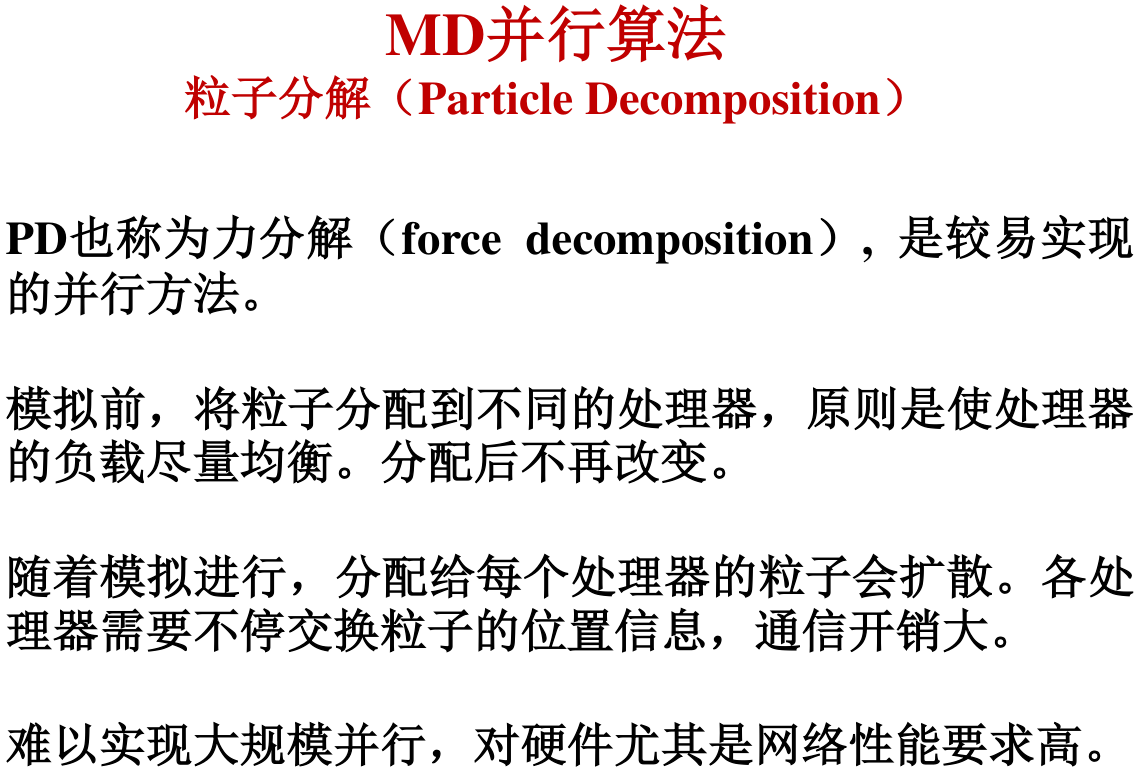 MD并行算法
粒子分解（Particle Decomposition）
PD也称为力分解（force decomposition）, 是较易实现
的并行方法。
模拟前，将粒子分配到不同的处理器，原则是使处理器
的负载尽量均衡。分配后不再改变。
随着模拟进行，分配给每个处理器的粒子会扩散。各处
理器需要不停交换粒子的位置信息，通信开销大。
难以实现大规模并行，对硬件尤其是网络性能要求高。